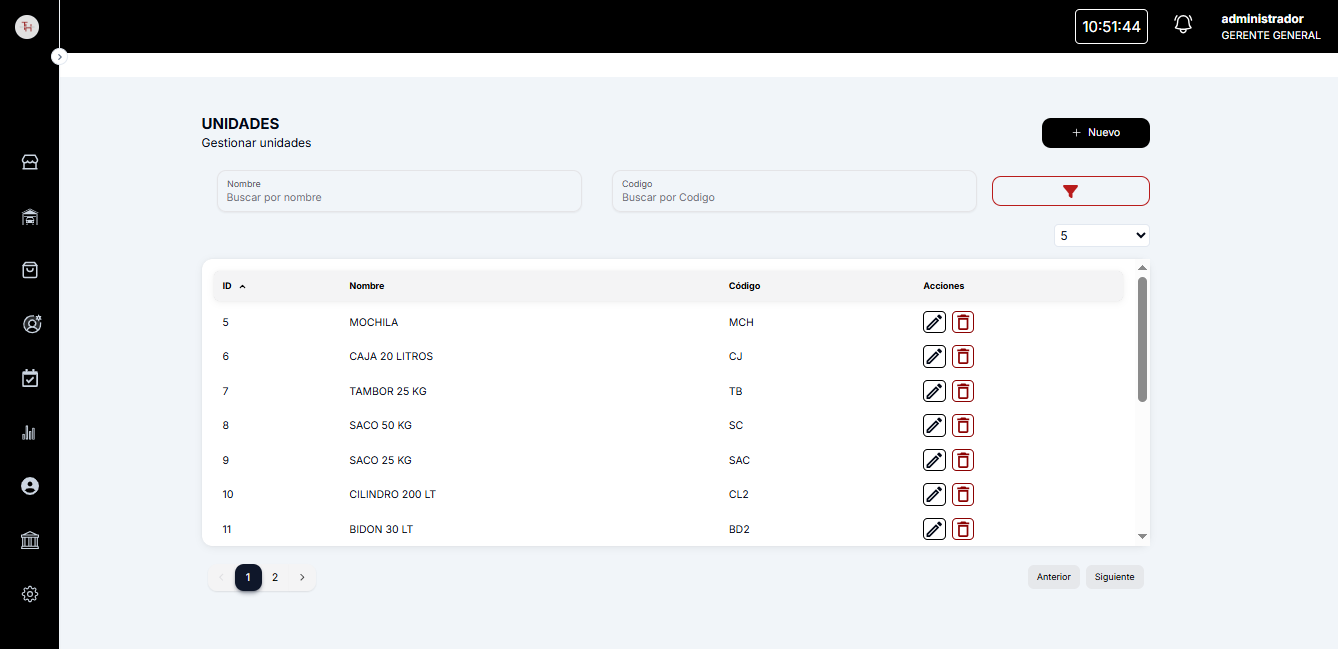 TH
10:51:44
administrador
GERENTE GENERAL
UNIDADES
Gestionar unidades
+ Nuevo
Nombre
Buscar por nombre
Codigo
Buscar por Codigo
5
ID Nombre Código Acciones
5 MOCHILA MCH
6 CAJA 20 LITROS CJ
7 TAMBOR 25 KG TB
8 SACO 50 KG SC
9 SACO 25 KG SAC
10 CILINDRO 200 LT CL2
11 BIDON 30 LT BD2
1 2
Anterior Siguiente